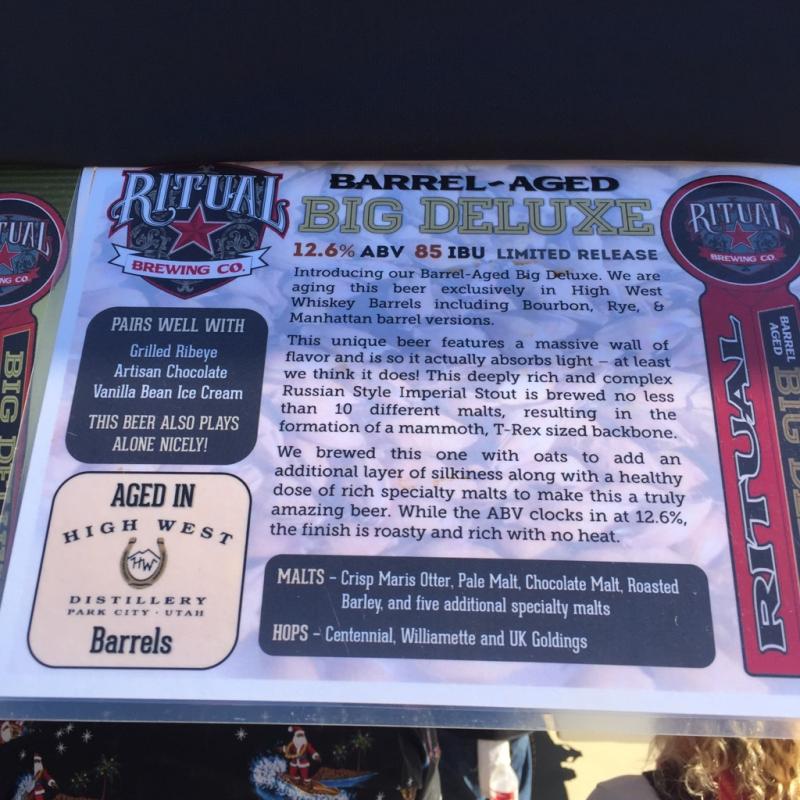 RITUAL
BREWING CO.
BARREL-AGED
BIG DELUXE
12.6% ABV 85 IBU LIMITED RELEASE
Introducing our Barrel-Aged Big Deluxe. We are
aging this beer exclusively in High West
Whiskey Barrels including Bourbon, Rye, &
Manhattan barrel versions.
This unique beer features a massive wall of
flavor and is so it actually absorbs light – at least
we think it does! This deeply rich and complex
Russian Style Imperial Stout is brewed no less
than 10 different malts, resulting in the
formation of a mammoth, T-Rex sized backbone.
We brewed this one with oats to add an
additional layer of silkiness along with a healthy
dose of rich specialty malts to make this a truly
amazing beer. While the ABV clocks in at 12.6%,
the finish is roasty and rich with no heat.
MALTS – Crisp Maris Otter, Pale Malt, Chocolate Malt, Roasted
Barley, and five additional specialty malts
HOPS – Centennial, Williamette and UK Goldings
PAIRS WELL WITH
Grilled Ribeye
Artisan Chocolate
Vanilla Bean Ice Cream
THIS BEER ALSO PLAYS
ALONE NICELY!
AGED IN
HIGH WEST
HW
DISTILLERY
PARK CITY · UTAH
Barrels
RITUAL
BREWING CO.
RITUAL
BARREL
AGED
BIG DE
TUAL
NG CO.
BIG DEL